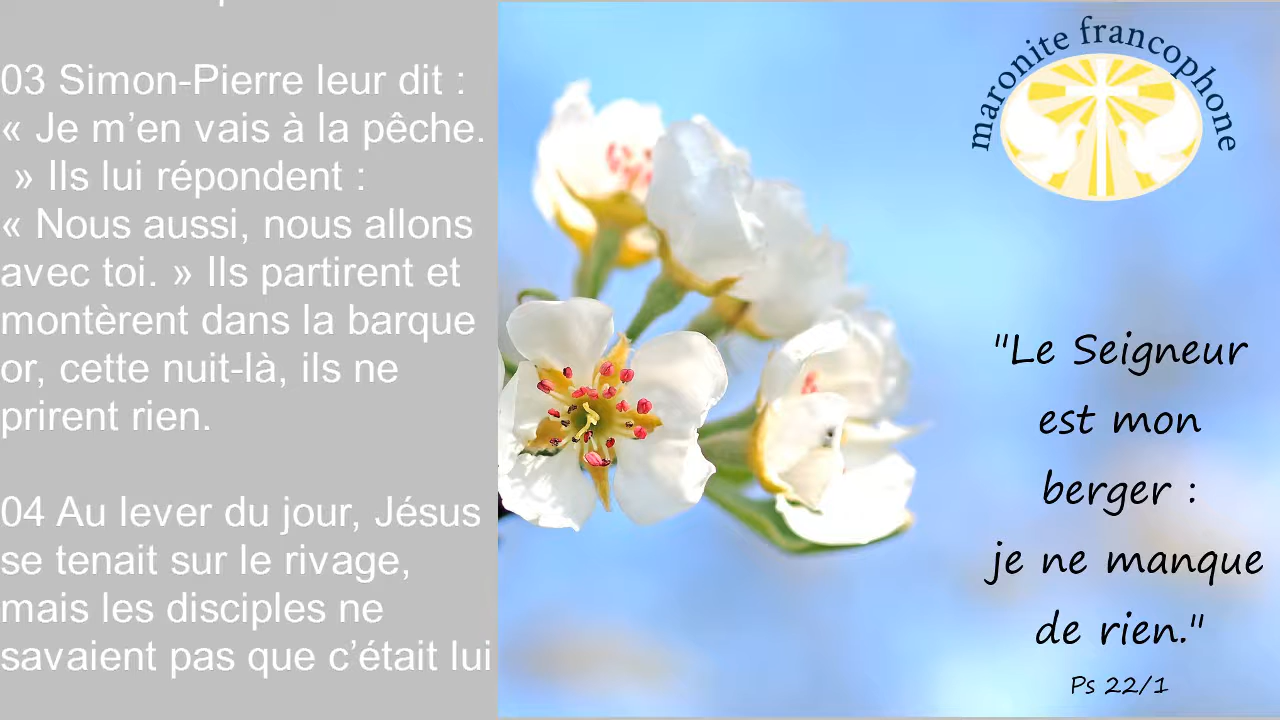 03 Simon-Pierre leur dit :
« Je m’en vais à la pêche.
» Ils lui répondent :
« Nous aussi, nous allons
avec toi. » Ils partirent et
montèrent dans la barque
or, cette nuit-là, ils ne
prirent rien.
04 Au lever du jour, Jésus
se tenait sur le rivage,
mais les disciples ne
savaient pas que c’était lui
maronite francophone
"Le Seigneur
est mon
berger :
je ne manque
de rien."
Ps 22/1